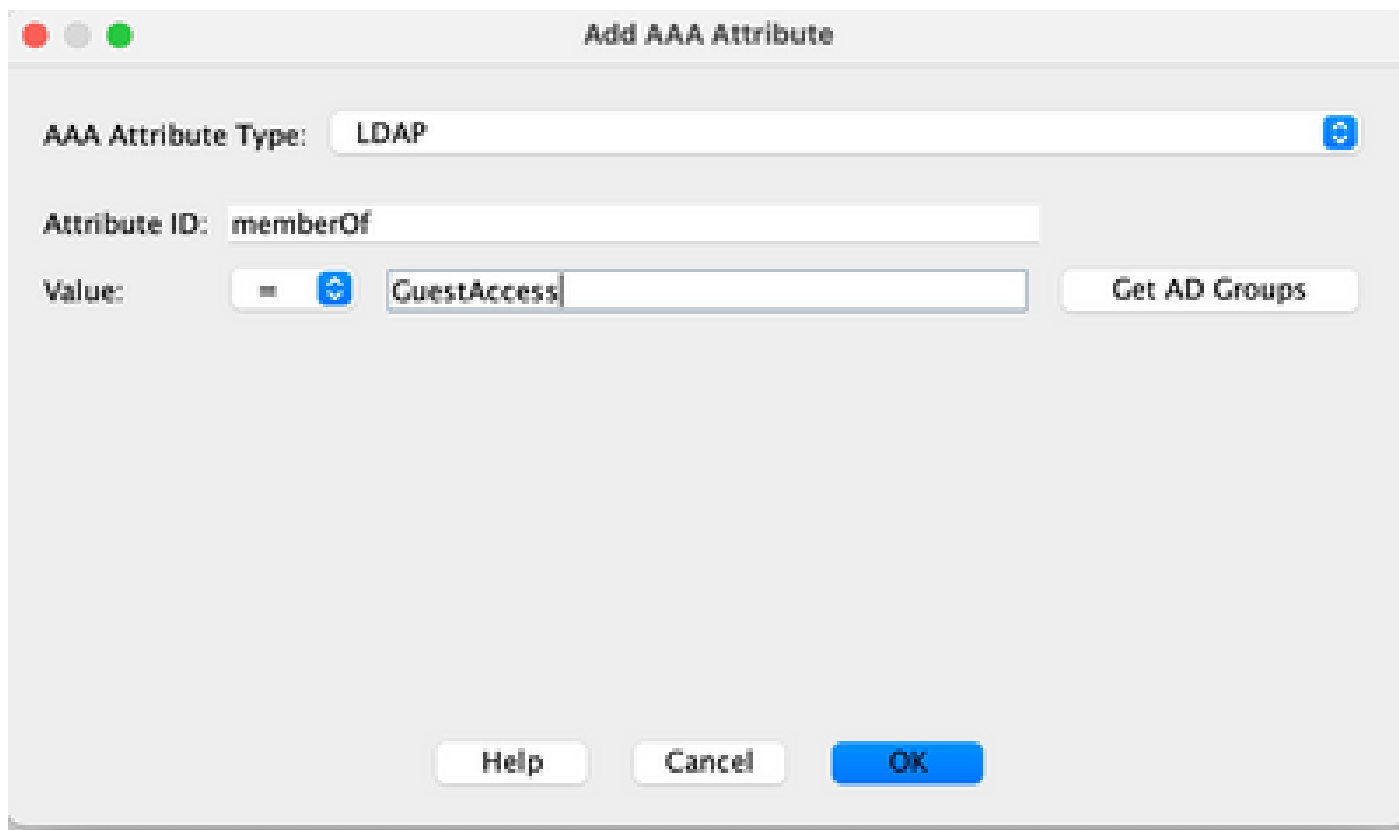 Add AAA Attribute
AAA Attribute Type: LDAP
Attribute ID: memberOf
Value: = GuestAccess Get AD Groups
Help Cancel OK